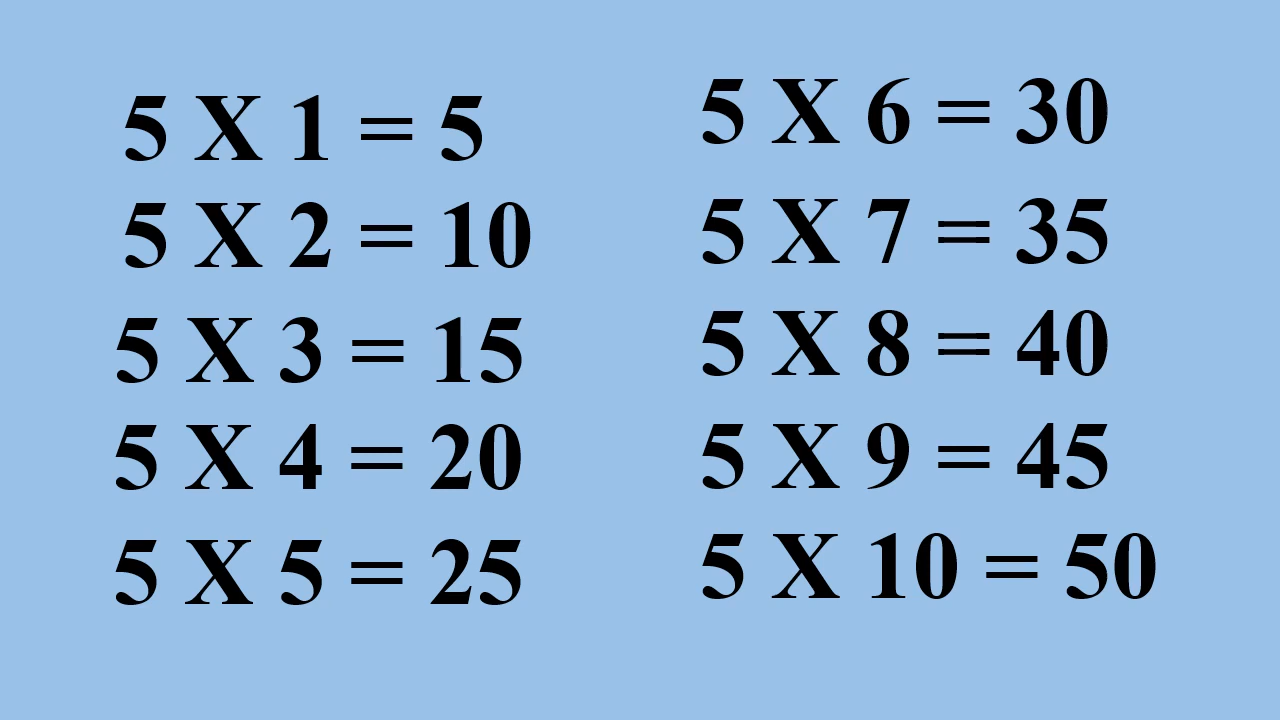 5 X 1 = 5
5 X 2 = 10
5 X 3 = 15
5 X 4 = 20
5 X 5 = 25
5 X 6 = 30
5 X 7 = 35
5 X 8 = 40
5 X 9 = 45
5 X 10 = 50